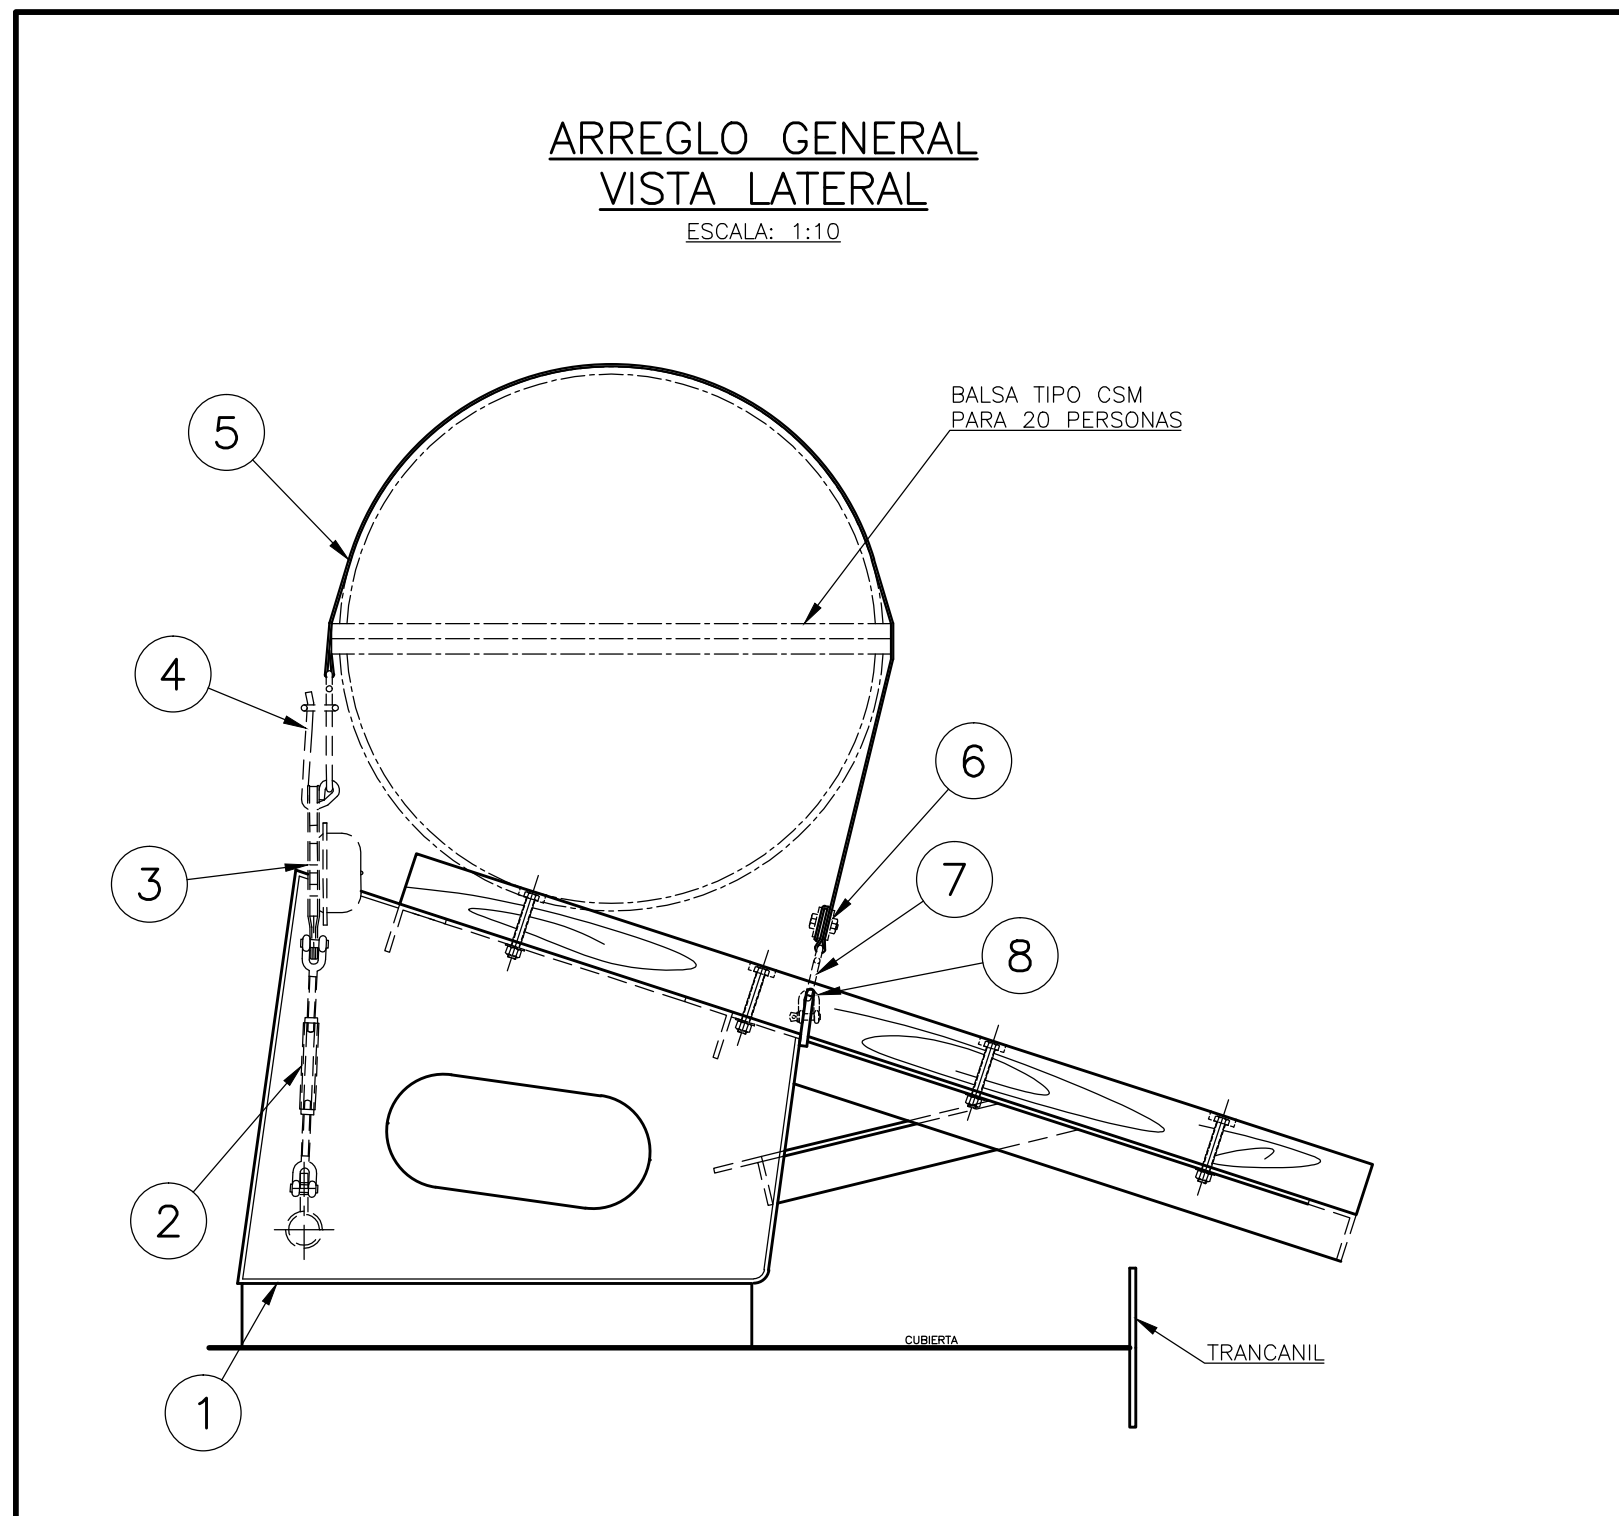 ARREGLO GENERAL
VISTA LATERAL
ESCALA: 1:10
BALSA TIPO CSM
PARA 20 PERSONAS
5
4
6
3
7
8
2
CUBIERTA
TRANCANIL
1